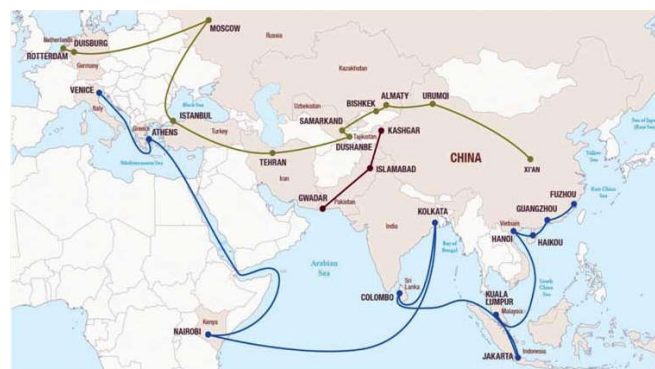 MOSCOW
Netherlands
DUISBURG
ROTTERDAM
Germany
Russia
VENICE
Kazakhstan
Italy
Black Sea
ISTANBUL
Uzbekistan
BISHKEK
ALMATY
URUMQI
SAMARKAND
Greece
ATHENS
Turkey
Tajikistan
KASHGAR
DUSHANBE
Mediterranean Sea
TEHRAN
CHINA
XI'AN
Yellow
Sea
Iran
ISLAMABAD
East China
Sea
GWADAR
Pakistan
FUZHOU
KOLKATA
GUANGZHOU
India
Vietnam
HANOI
HAIKOU
Arabian
Sea
Bay of
Bengal
Sri
Lanka
COLOMBO
South
China
Sea
KUALA
LUMPUR
Malaysia
Kenya
NAIROBI
JAKARTA
Indonesia